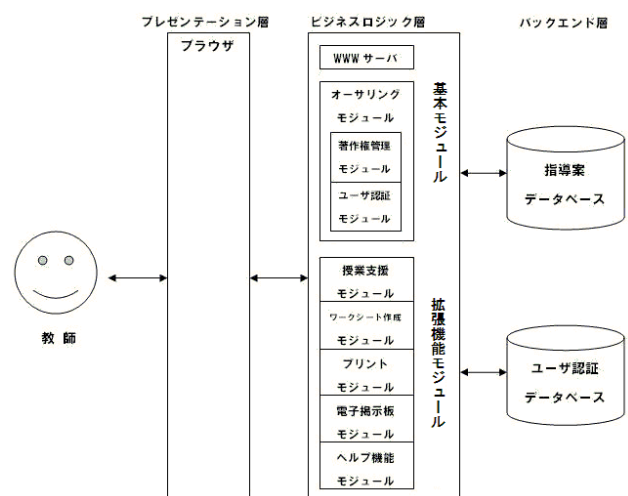 プレゼンテーション層
ビジネスロジック層
バックエンド層
ブラウザ
WWW サーバ
オーサリング
モジュール
著作権管理
モジュール
ユーザ認証
モジュール
基本モジュール
指導案
データベース
教 師
授業支援
モジュール
ワークシート作成
モジュール
プリント
モジュール
電子掲示板
モジュール
ヘルプ機能
モジュール
拡張機能モジュール
ユーザ認証
データベース